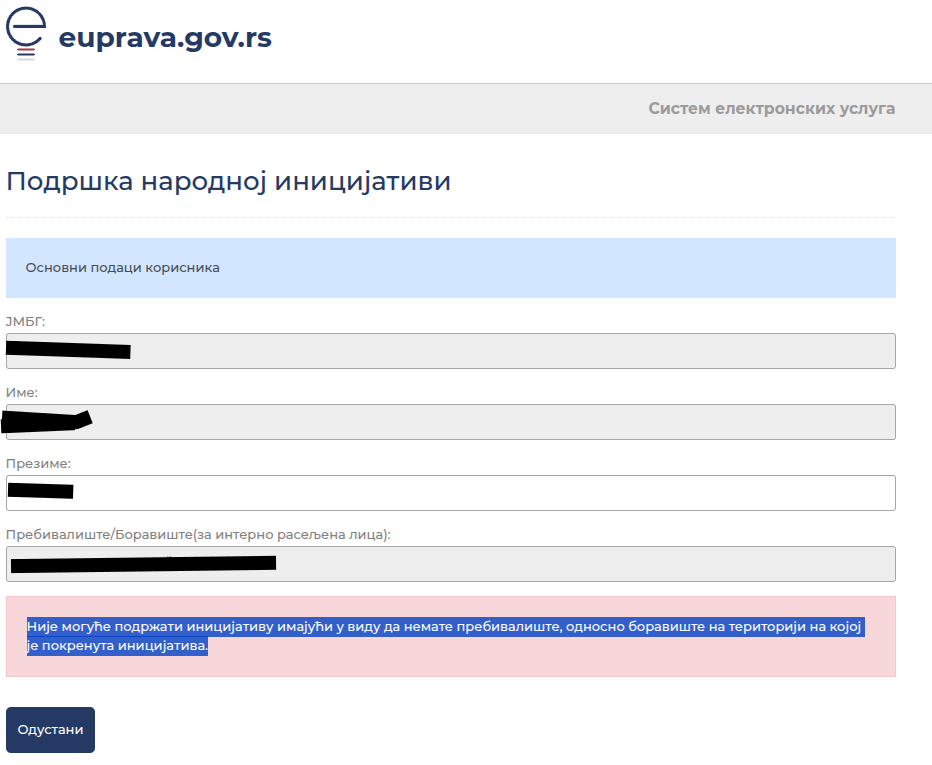 euprava.gov.rs
Систем електронских услуга
Подршка народној иницијативи
Основни подаци корисника
ЈМБГ:
Име:
Презиме:
Пребивалиште/Боравиште(за интерно расељена лица):
Није могуће подржати иницијативу имајући у виду да немате пребивалиште, односно боравиште на територији на којој
је покренута иницијатива.
Одустани